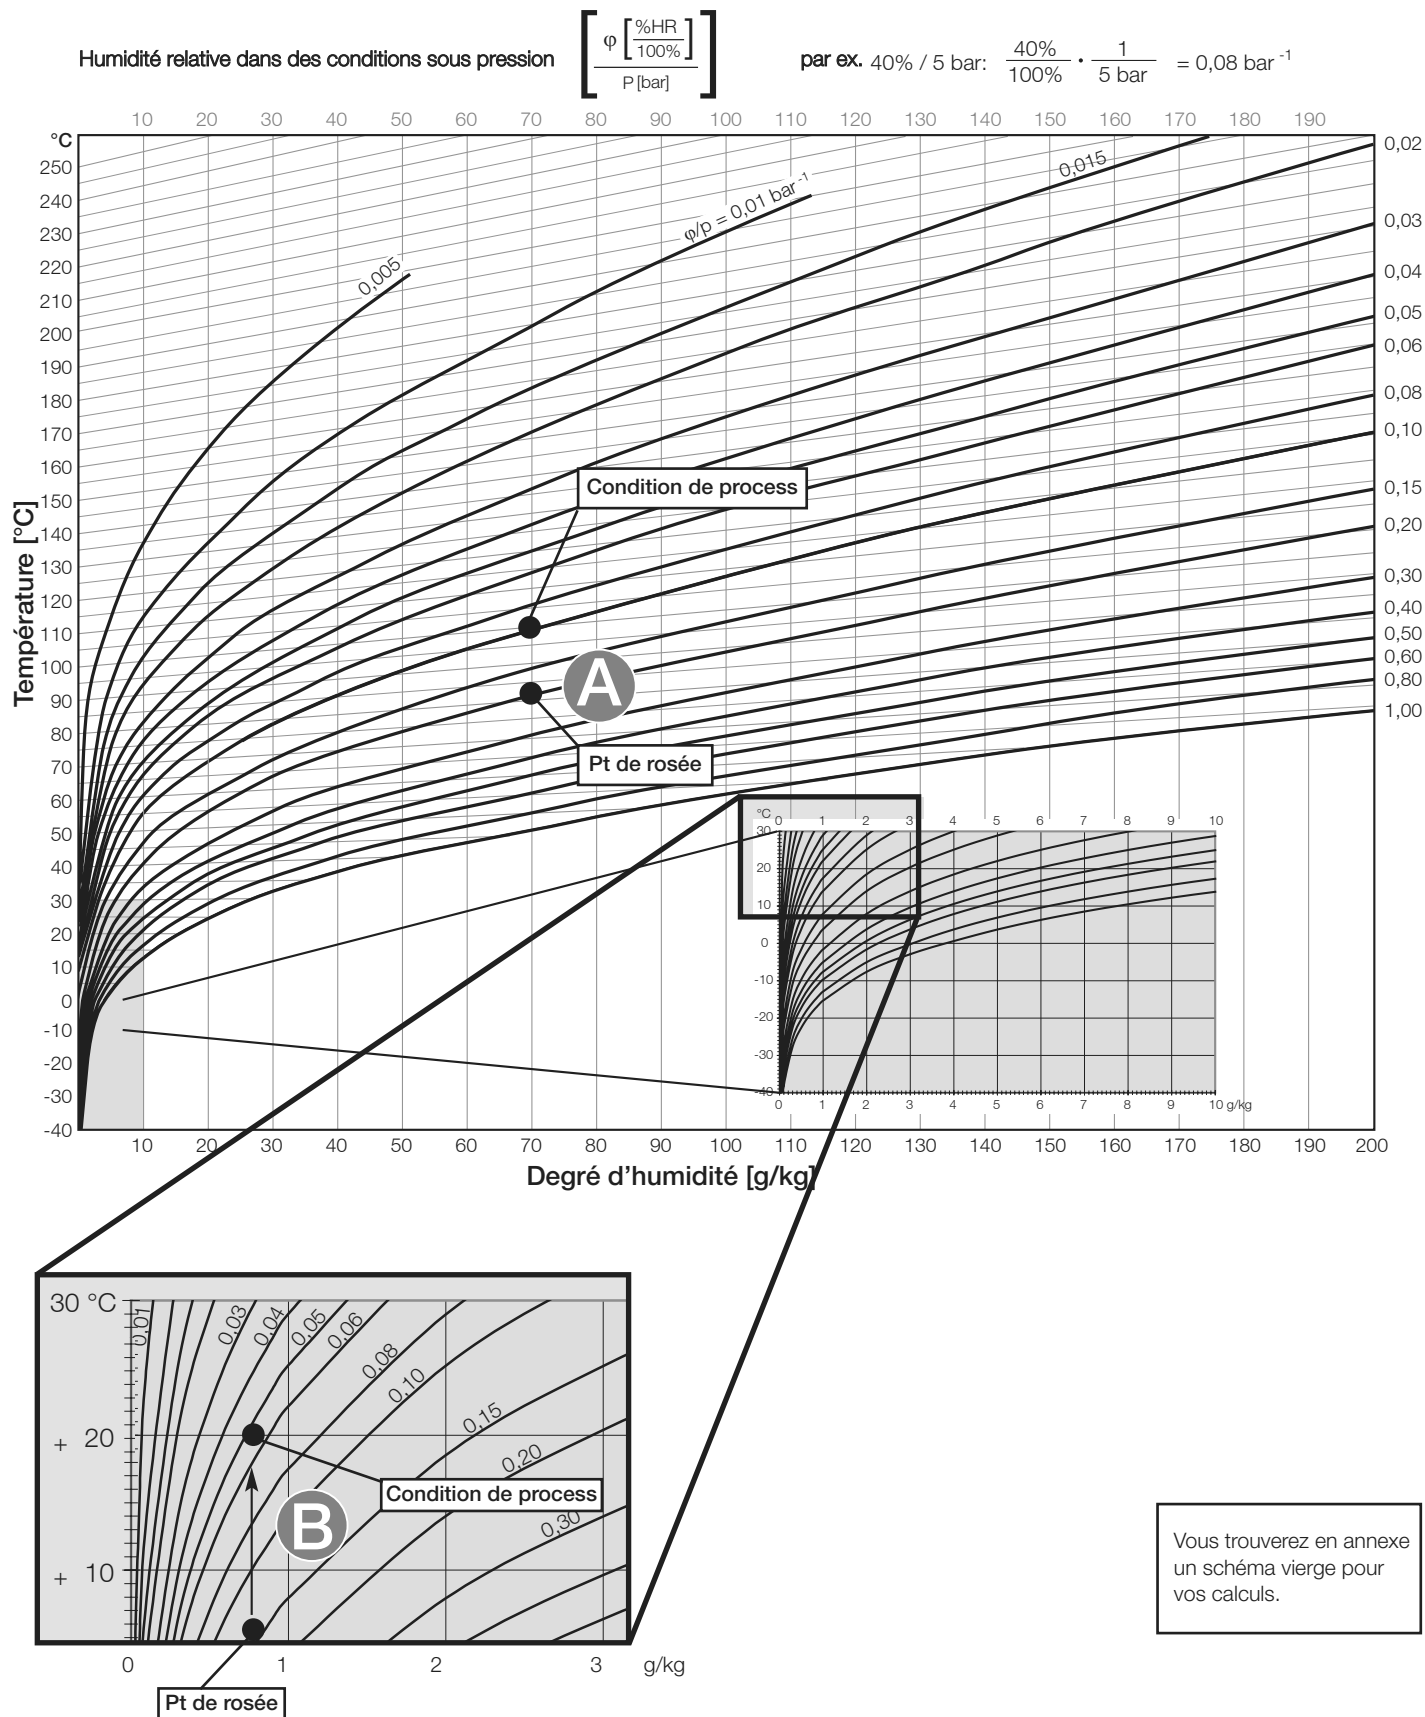 Humidité relative dans des conditions sous pression
φ [ %HR / 100% ]
P [bar]
par ex. 40% / 5 bar: 40% / 100% · 1 / 5 bar = 0,08 bar -1
10 20 30 40 50 60 70 80 90 100 110 120 130 140 150 160 170 180 190
°C
250
240
230
220
210
200
190
180
170
160
150
140
130
120
110
100
90
80
70
60
50
40
30
20
10
0
-10
-20
-30
-40
Température [°C]
0,005
φ/p = 0,01 bar -1
0,015
0,02
0,03
0,04
0,05
0,06
0,08
0,10
0,15
0,20
0,30
0,40
0,50
0,60
0,80
1,00
Condition de process
A
Pt de rosée
°C
0 1 2 3 4 5 6 7 8 9 10
30
20
10
0
-10
-20
-30
-40
0 1 2 3 4 5 6 7 8 9 10 g/kg
10 20 30 40 50 60 70 80 90 100 110 120 130 140 150 160 170 180 190 200
Degré d'humidité [g/kg]
30 °C
+ 20
+ 10
0,01
0,03
0,04
0,05
0,06
0,08
0,10
0,15
0,20
0,30
Condition de process
B
0 1 2 3 g/kg
Pt de rosée
Vous trouverez en annexe
un schéma vierge pour
vos calculs.